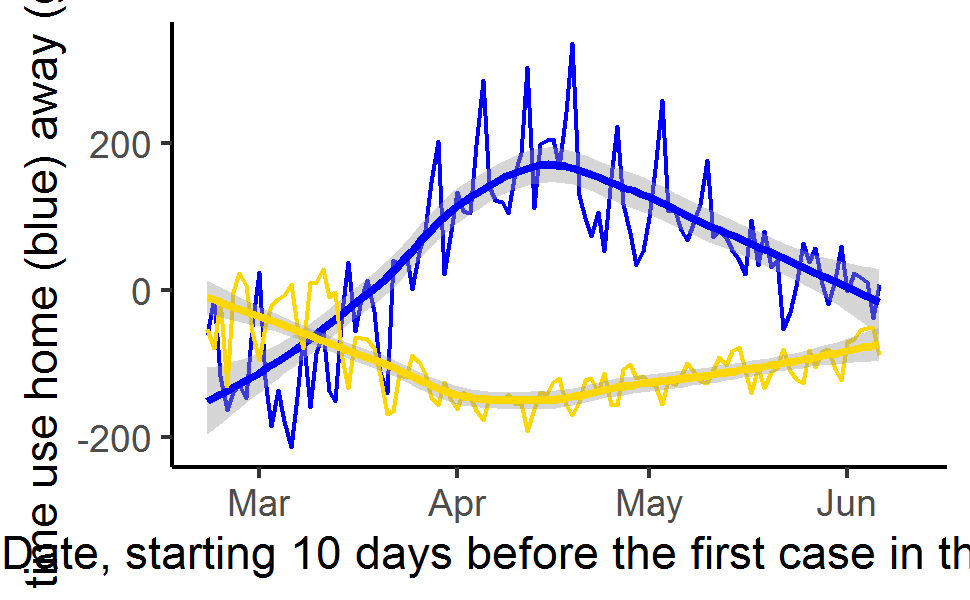 time use home (blue) away (
200
0
-200
Mar Apr May Jun
Date, starting 10 days before the first case in th